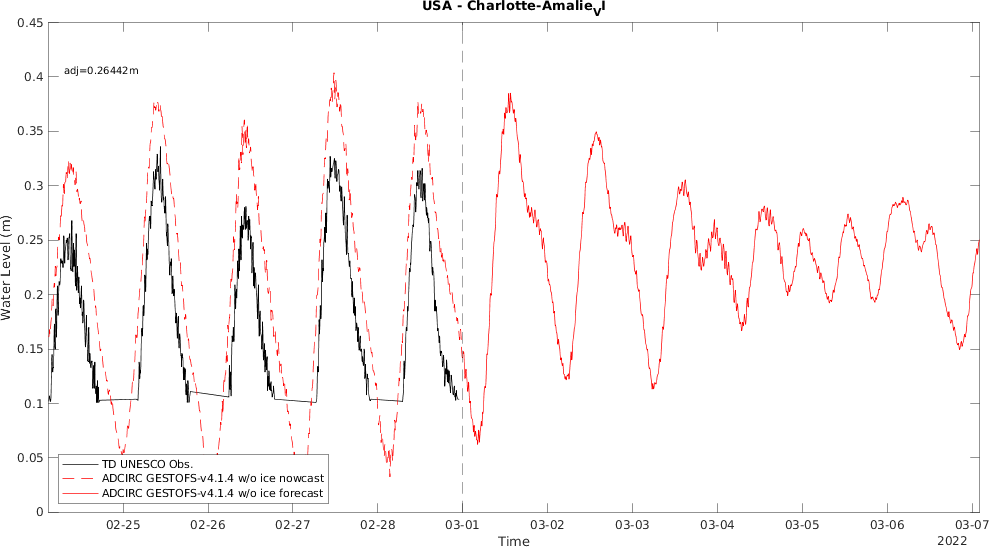 USA - Charlotte-Amalie_VI
adj=0.26442m
Water Level (m)
0.45
0.4
0.35
0.3
0.25
0.2
0.15
0.1
0.05
0
TD UNESCO Obs.
ADCIRC GESTOFS-v4.1.4 w/o ice nowcast
ADCIRC GESTOFS-v4.1.4 w/o ice forecast
02-25 02-26 02-27 02-28 03-01 03-02 03-03 03-04 03-05 03-06 03-07
Time
2022